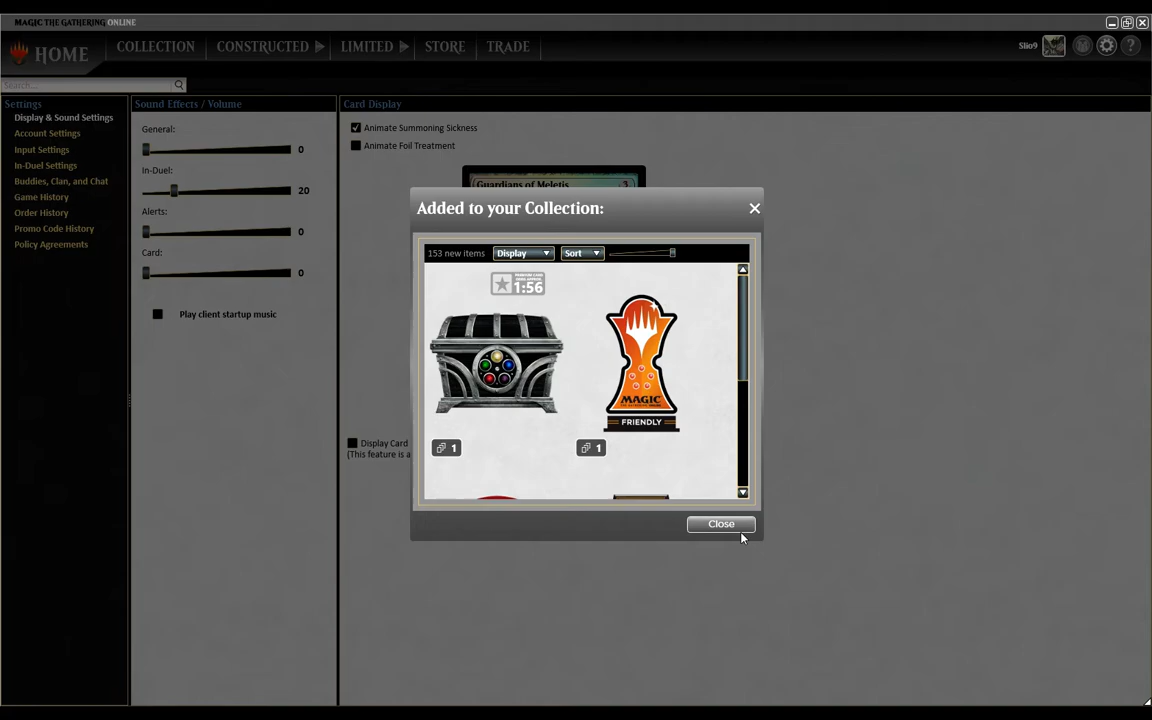 MAGIC THE GATHERING ONLINE
HOME
COLLECTION
CONSTRUCTED
LIMITED
STORE
TRADE
Slio9
Search...
Settings
Display & Sound Settings
Account Settings
Input Settings
In-Duel Settings
Buddies, Clan, and Chat
Game History
Order History
Promo Code History
Policy Agreements
Sound Effects / Volume
General:
0
In-Duel:
20
Alerts:
0
Card:
0
Play client startup music
Card Display
Animate Summoning Sickness
Animate Foil Treatment
Guardians of Meletis
3
Display Card
(This feature is a
Added to your Collection:
153 new items
Display
Sort
1:56
MAGIC
FRIENDLY
1
1
Close